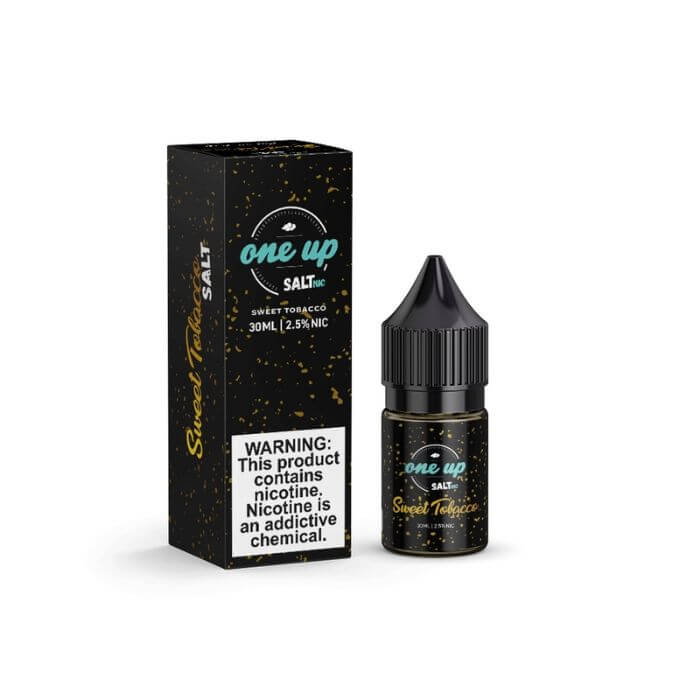 Sweet Tobacco
SALT
one up
SALTNIC
SWEET TOBACCO
30ML | 2.5% NIC
WARNING:
This product
contains
nicotine.
Nicotine is
an addictive
chemical.
one up
SALTNIC
Sweet Tobacco
30ML | 2.5%NIC